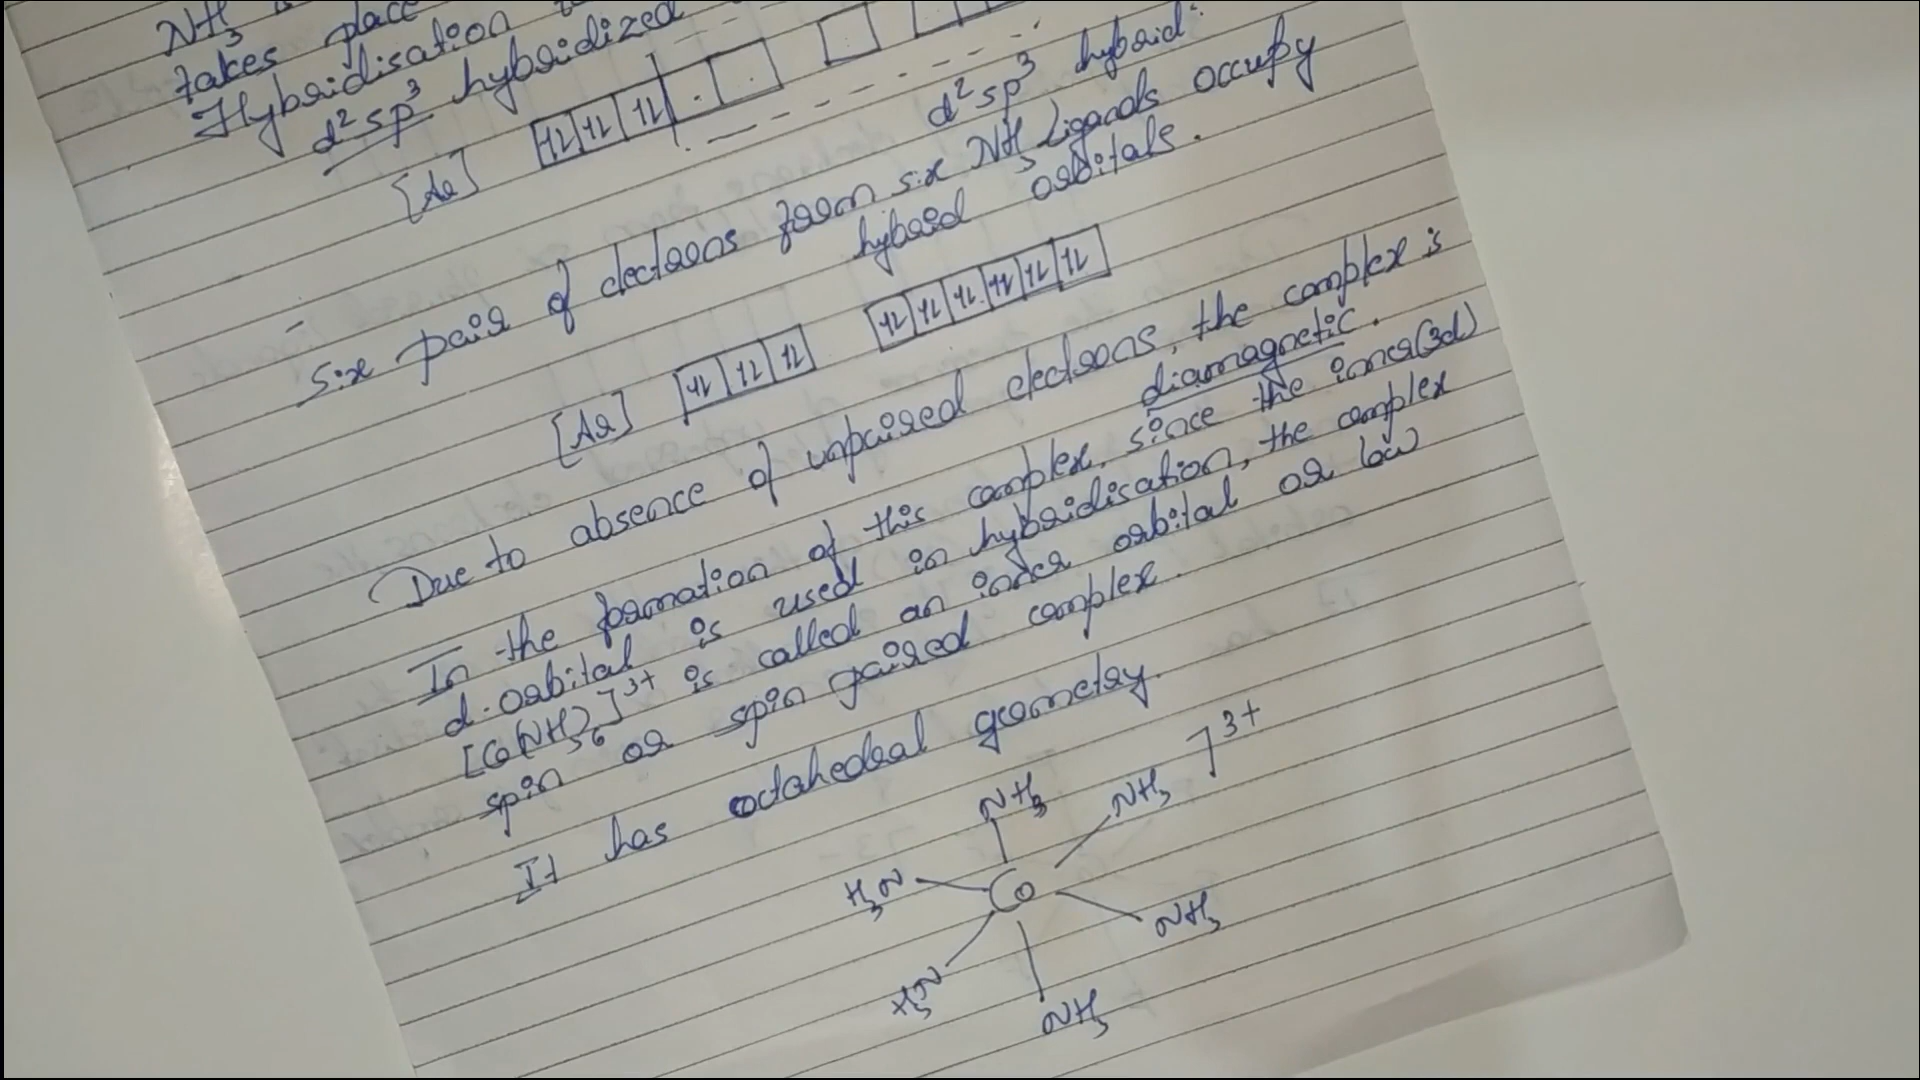 NH3
takes place
Hybridisation
d²sp³ hybridized
[Ar] ⇅ ⇅ ⇅
d²sp³ hybrid
Six pair of electrons from six NH3 Ligands occupy
hybrid orbitals.
[Ar] ⇅ ⇅ ⇅ ⇅ ⇅ ⇅ ⇅ ⇅ ⇅
Due to absence of unpaired electrons, the complex is
diamagnetic.
In the formation of this complex, since the inner(3d)
d.orbital is used in hybridisation, the complex
[Co(NH3)6]3+ is called an inner orbital or low
spin or spin paired complex.
It has octahedral geometry.
]3+
NH3 NH3
H3N Co NH3
H3N NH3